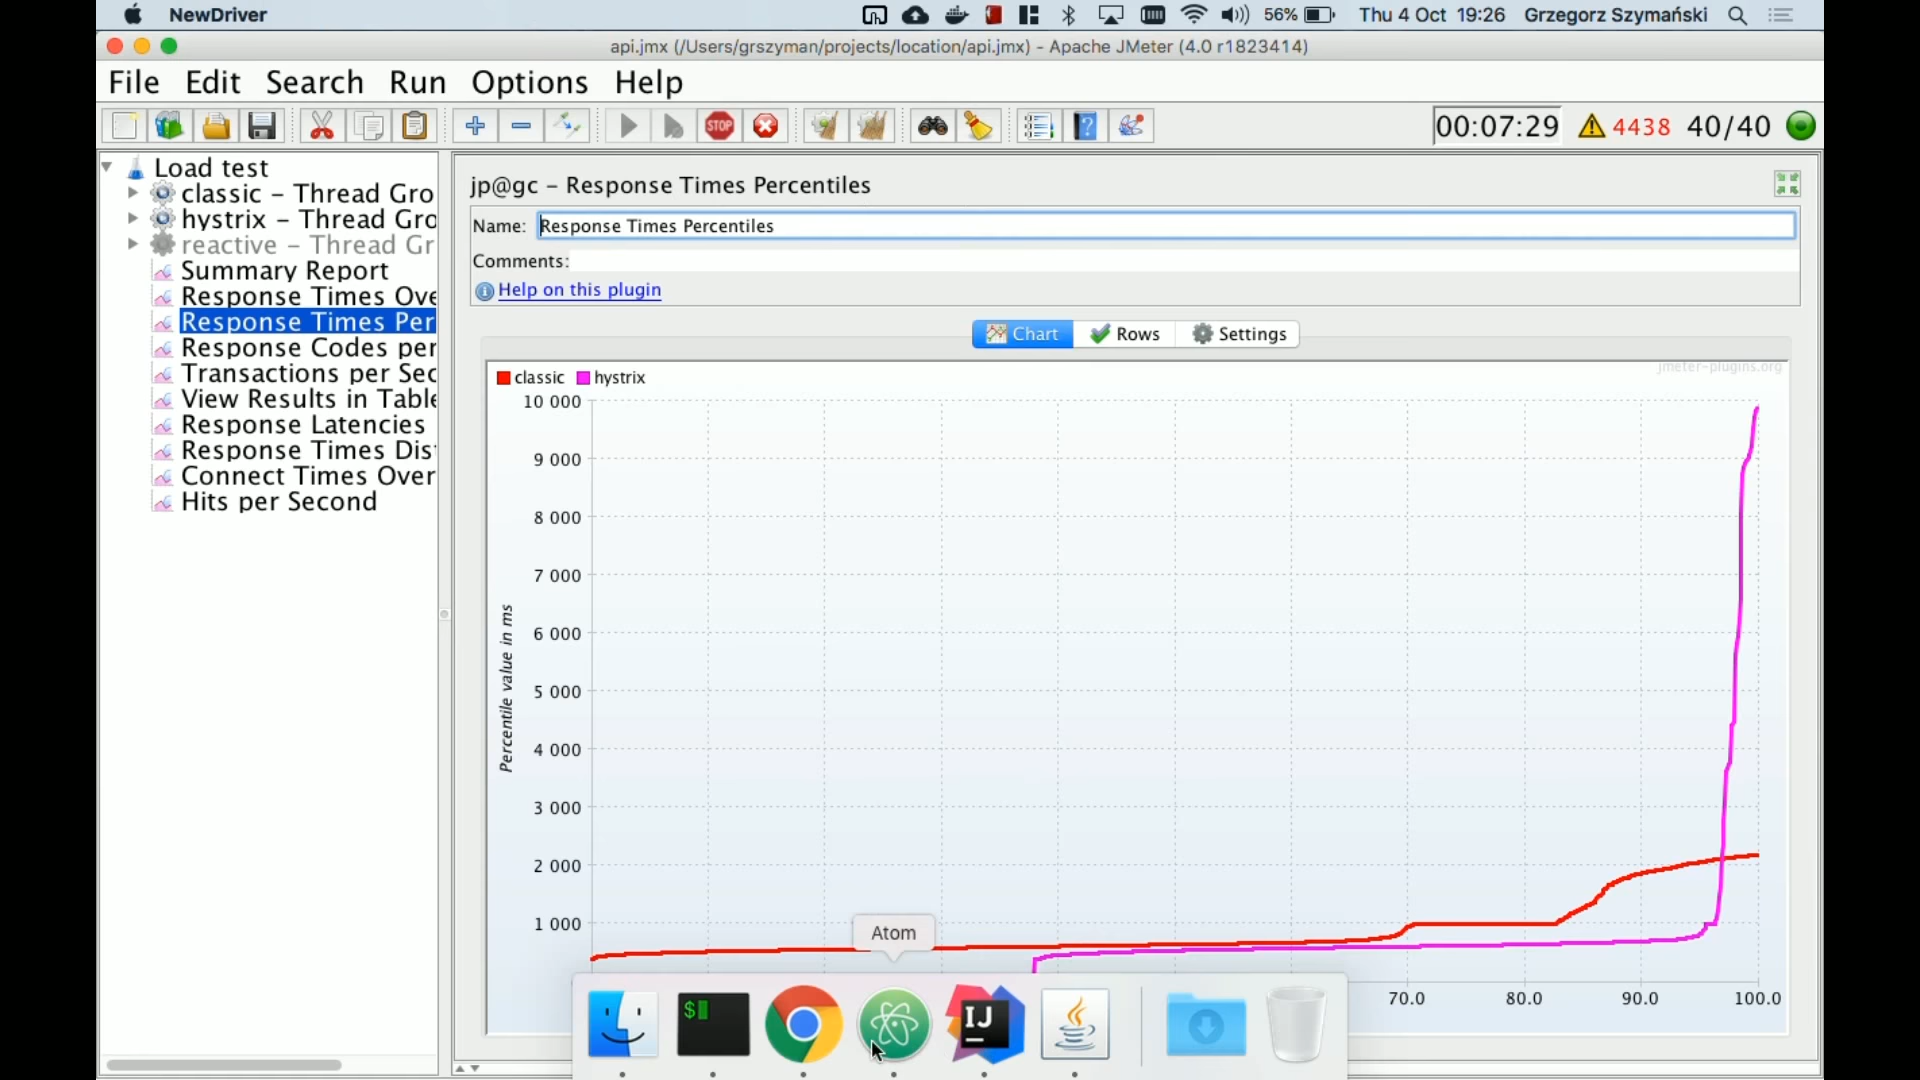 NewDriver
56% Thu 4 Oct 19:26 Grzegorz Szymański
api.jmx (/Users/grszyman/projects/location/api.jmx) - Apache JMeter (4.0 r1823414)
File Edit Search Run Options Help
STOP 00:07:29 4438 40/40
Load test
classic – Thread Gro
hystrix – Thread Gro
reactive – Thread Gr
Summary Report
Response Times Ove
Response Times Per
Response Codes per
Transactions per Sec
View Results in Table
Response Latencies
Response Times Dis
Connect Times Over
Hits per Second
jp@gc – Response Times Percentiles
Name: Response Times Percentiles
Comments:
Help on this plugin
Chart Rows Settings
jmeter-plugins.org
classic hystrix
10 000
9 000
8 000
7 000
6 000
5 000
4 000
3 000
2 000
1 000
Percentile value in ms
Atom
70.0 80.0 90.0 100.0
$
IJ